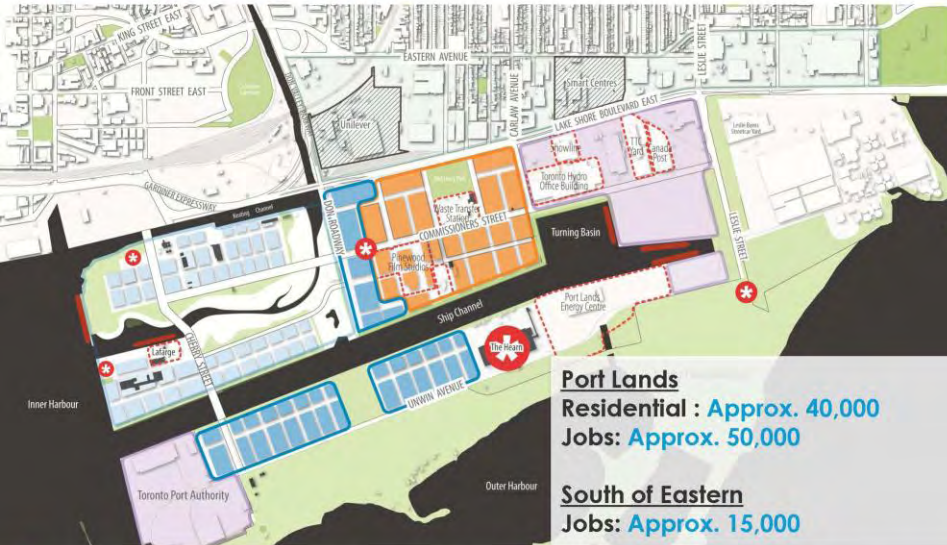 KING STREET EAST
EASTERN AVENUE
FRONT STREET EAST
CARLAW AVENUE
LESLIE STREET
Smart Centres
Unilever
LAKE SHORE BOULEVARD EAST
GARDINER EXPRESSWAY
Keating Channel
DON ROADWAY
Showline
TTC
Yard
Canada
Post
Toronto Hydro
Office Building
Waste Transfer
Station
COMMISSIONERS STREET
Turning Basin
Pinewood
Film Studios
LESLIE STREET
Ship Channel
Port Lands
Energy Centre
The Hearn
Lafarge
CHERRY STREET
Inner Harbour
UNWIN AVENUE
Toronto Port Authority
Outer Harbour
Port Lands
Residential : Approx. 40,000
Jobs: Approx. 50,000
South of Eastern
Jobs: Approx. 15,000